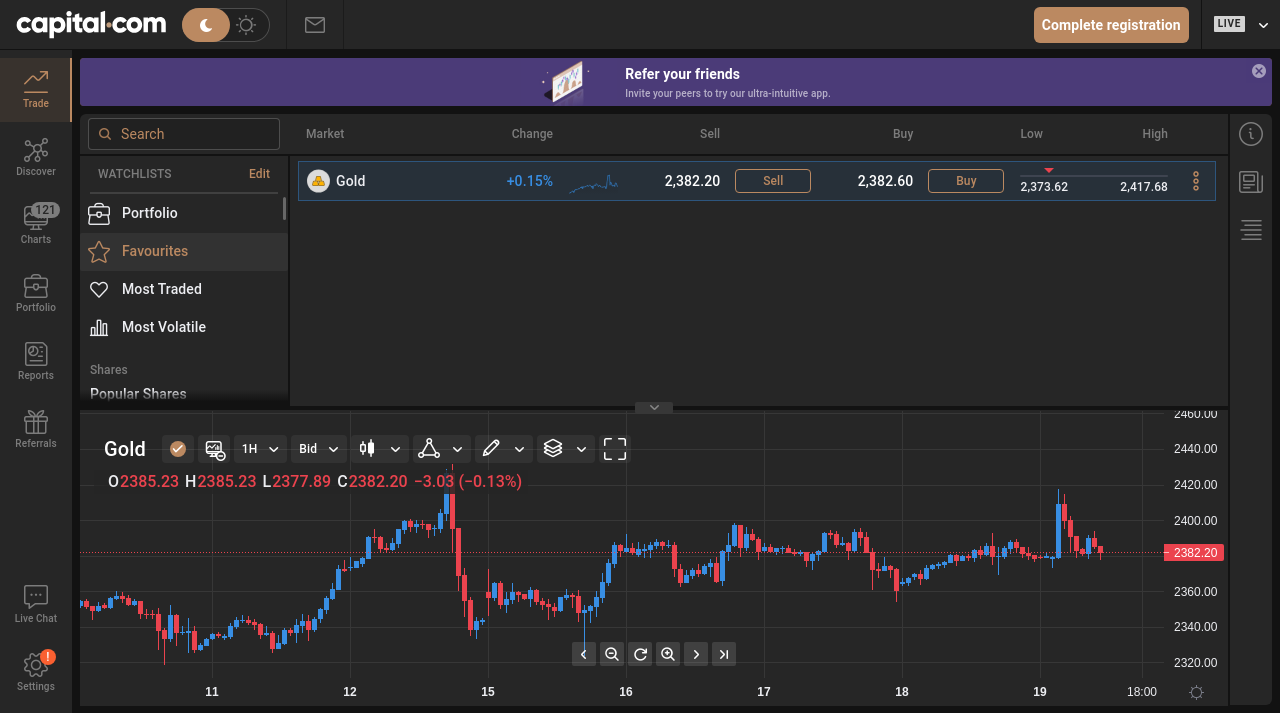 capital.com
Complete registration
LIVE
Trade
Discover
121
Charts
Portfolio
Reports
Referrals
Live Chat
!
Settings
Refer your friends
Invite your peers to try our ultra-intuitive app.
Search
Market Change Sell Buy Low High
WATCHLISTS Edit
Portfolio
Favourites
Most Traded
Most Volatile
Shares
Popular Shares
Gold +0.15% 2,382.20 Sell 2,382.60 Buy 2,373.62 2,417.68
Gold 1H Bid
O2385.23 H2385.23 L2377.89 C2382.20 −3.03 (−0.13%)
2460.00
2440.00
2420.00
2400.00
2382.20
2360.00
2340.00
2320.00
11 12 15 16 17 18 19 18:00